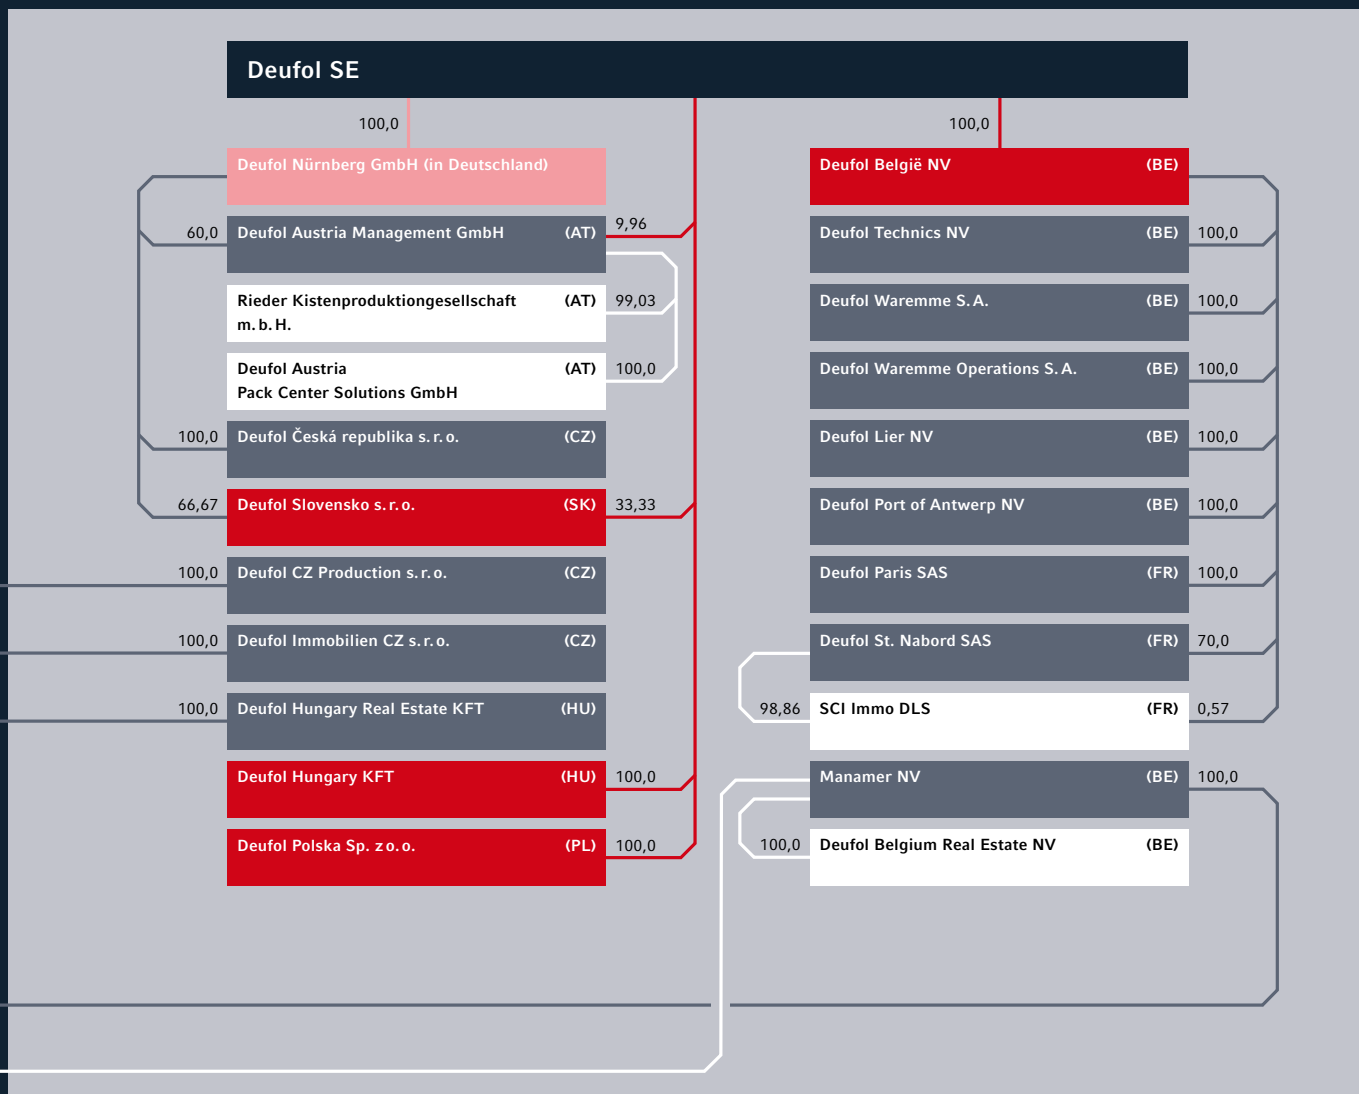 Deufol SE
100,0
Deufol Nürnberg GmbH (in Deutschland)
60,0 Deufol Austria Management GmbH (AT) 9,96
Rieder Kistenproduktiongesellschaft (AT) 99,03
m. b. H.
Deufol Austria (AT) 100,0
Pack Center Solutions GmbH
100,0 Deufol Česká republika s. r. o. (CZ)
66,67 Deufol Slovensko s. r. o. (SK) 33,33
100,0 Deufol CZ Production s. r. o. (CZ)
100,0 Deufol Immobilien CZ s. r. o. (CZ)
100,0 Deufol Hungary Real Estate KFT (HU)
Deufol Hungary KFT (HU) 100,0
Deufol Polska Sp. z o. o. (PL) 100,0
100,0
Deufol België NV (BE)
Deufol Technics NV (BE) 100,0
Deufol Waremme S. A. (BE) 100,0
Deufol Waremme Operations S. A. (BE) 100,0
Deufol Lier NV (BE) 100,0
Deufol Port of Antwerp NV (BE) 100,0
Deufol Paris SAS (FR) 100,0
Deufol St. Nabord SAS (FR) 70,0
98,86 SCI Immo DLS (FR) 0,57
Manamer NV (BE) 100,0
100,0 Deufol Belgium Real Estate NV (BE)